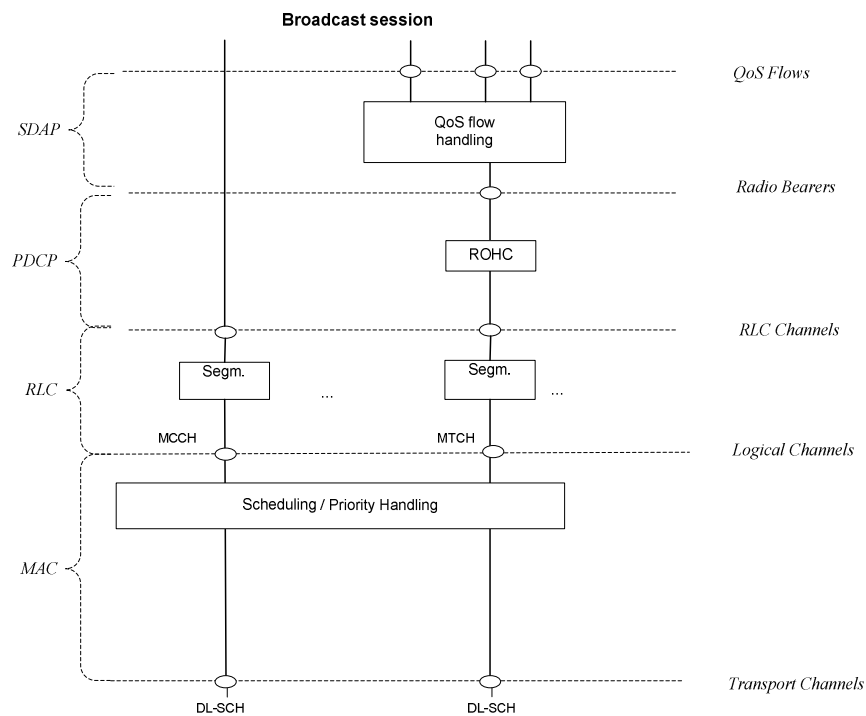 Broadcast session
QoS Flows
SDAP
QoS flow
handling
Radio Bearers
PDCP
ROHC
RLC Channels
RLC
Segm.
...
Segm.
...
MCCH
MTCH
Logical Channels
Scheduling / Priority Handling
MAC
Transport Channels
DL-SCH
DL-SCH